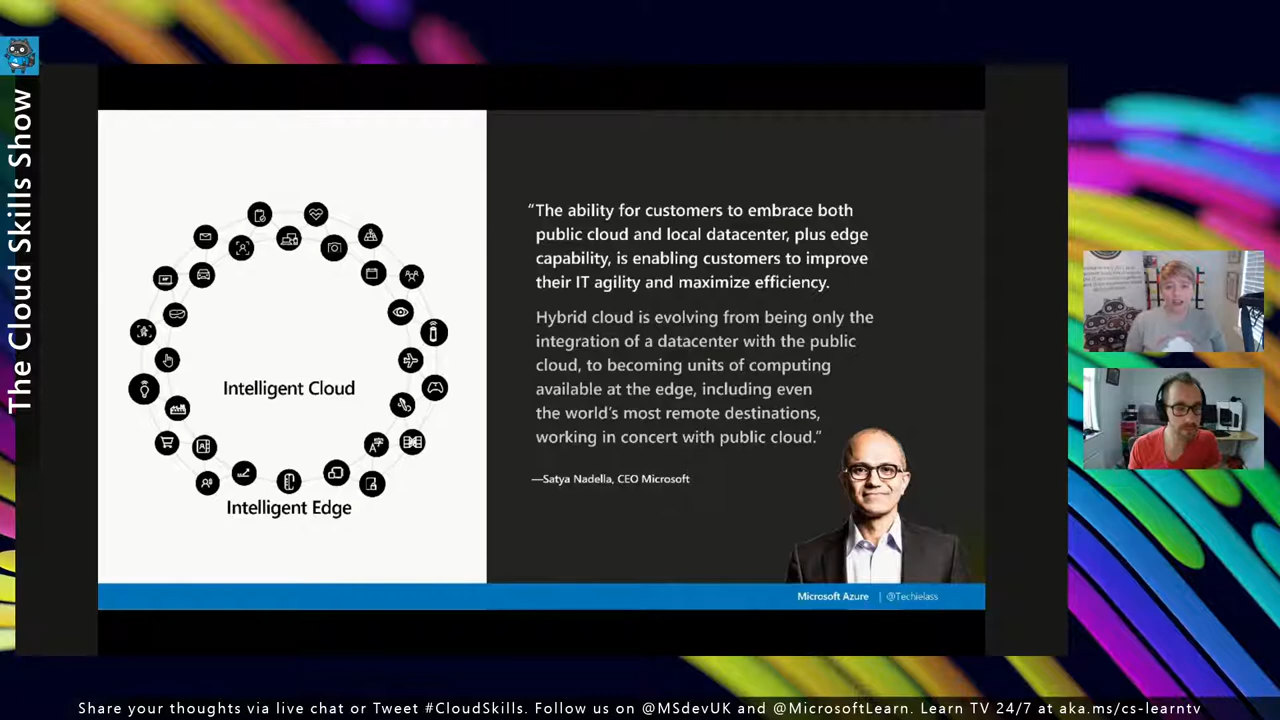 The Cloud Skills Show
Intelligent Cloud
Intelligent Edge
“The ability for customers to embrace both
public cloud and local datacenter, plus edge
capability, is enabling customers to improve
their IT agility and maximize efficiency.
Hybrid cloud is evolving from being only the
integration of a datacenter with the public
cloud, to becoming units of computing
available at the edge, including even
the world’s most remote destinations,
working in concert with public cloud.”
—Satya Nadella, CEO Microsoft
Microsoft Azure | @Techielass
Share your thoughts via live chat or Tweet #CloudSkills. Follow us on @MSdevUK and @MicrosoftLearn. Learn TV 24/7 at aka.ms/cs-learntv